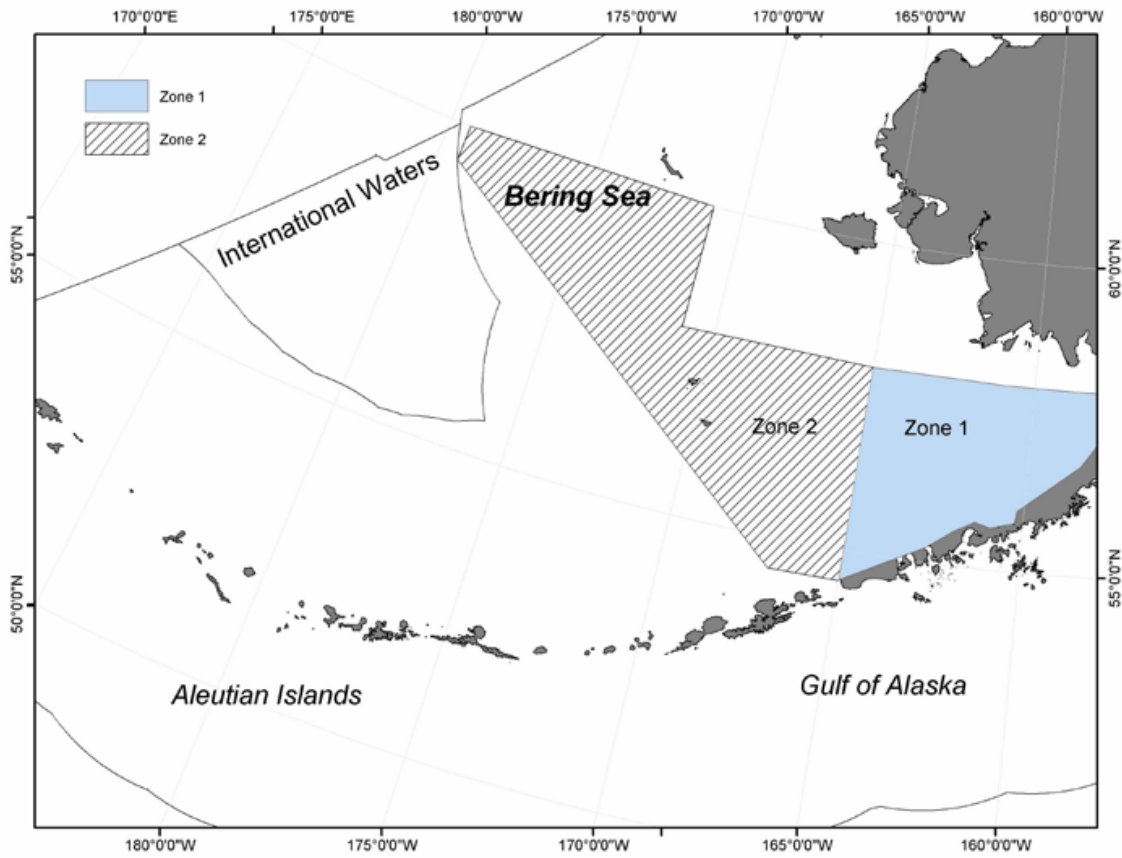 170°0'0"E
175°0'0"E
180°0'0"W
175°0'0"W
170°0'0"W
165°0'0"W
160°0'0"W
Zone 1
Zone 2
International Waters
Bering Sea
55°0'0"N
60°0'0"N
Zone 2
Zone 1
50°0'0"N
55°0'0"N
Aleutian Islands
Gulf of Alaska
180°0'0"W
175°0'0"W
170°0'0"W
165°0'0"W
160°0'0"W